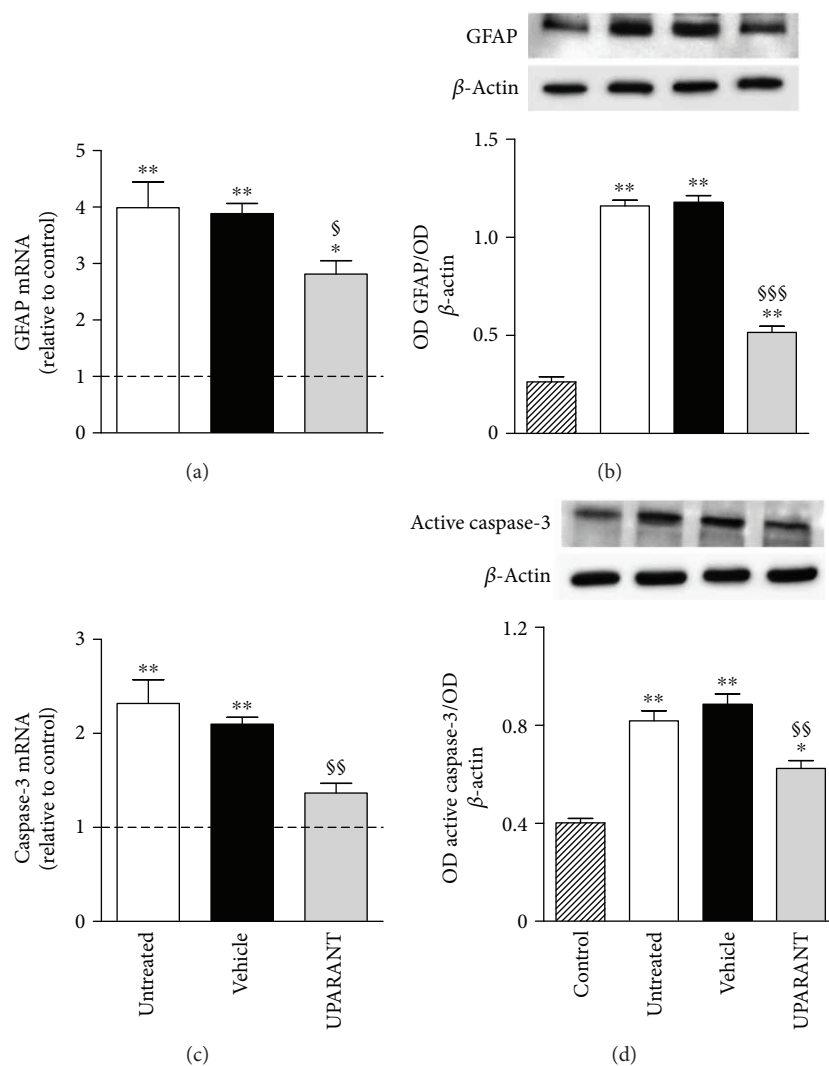 GFAP
β-Actin
GFAP mRNA
(relative to control)
5
4
3
2
1
0
**
**
§
*
(a)
OD GFAP/OD
β-actin
1.5
1.0
0.5
0
**
**
§§§
**
(b)
Active caspase-3
β-Actin
Caspase-3 mRNA
(relative to control)
3
2
1
0
**
**
§§
Untreated
Vehicle
UPARANT
(c)
OD active caspase-3/OD
β-actin
1.2
0.8
0.4
0
**
**
§§
*
Control
Untreated
Vehicle
UPARANT
(d)